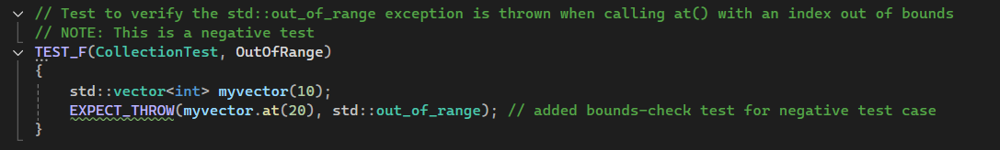 // Test to verify the std::out_of_range exception is thrown when calling at() with an index out of bounds
// NOTE: This is a negative test
TEST_F(CollectionTest, OutOfRange)
{
    std::vector<int> myvector(10);
    EXPECT_THROW(myvector.at(20), std::out_of_range); // added bounds-check test for negative test case
}